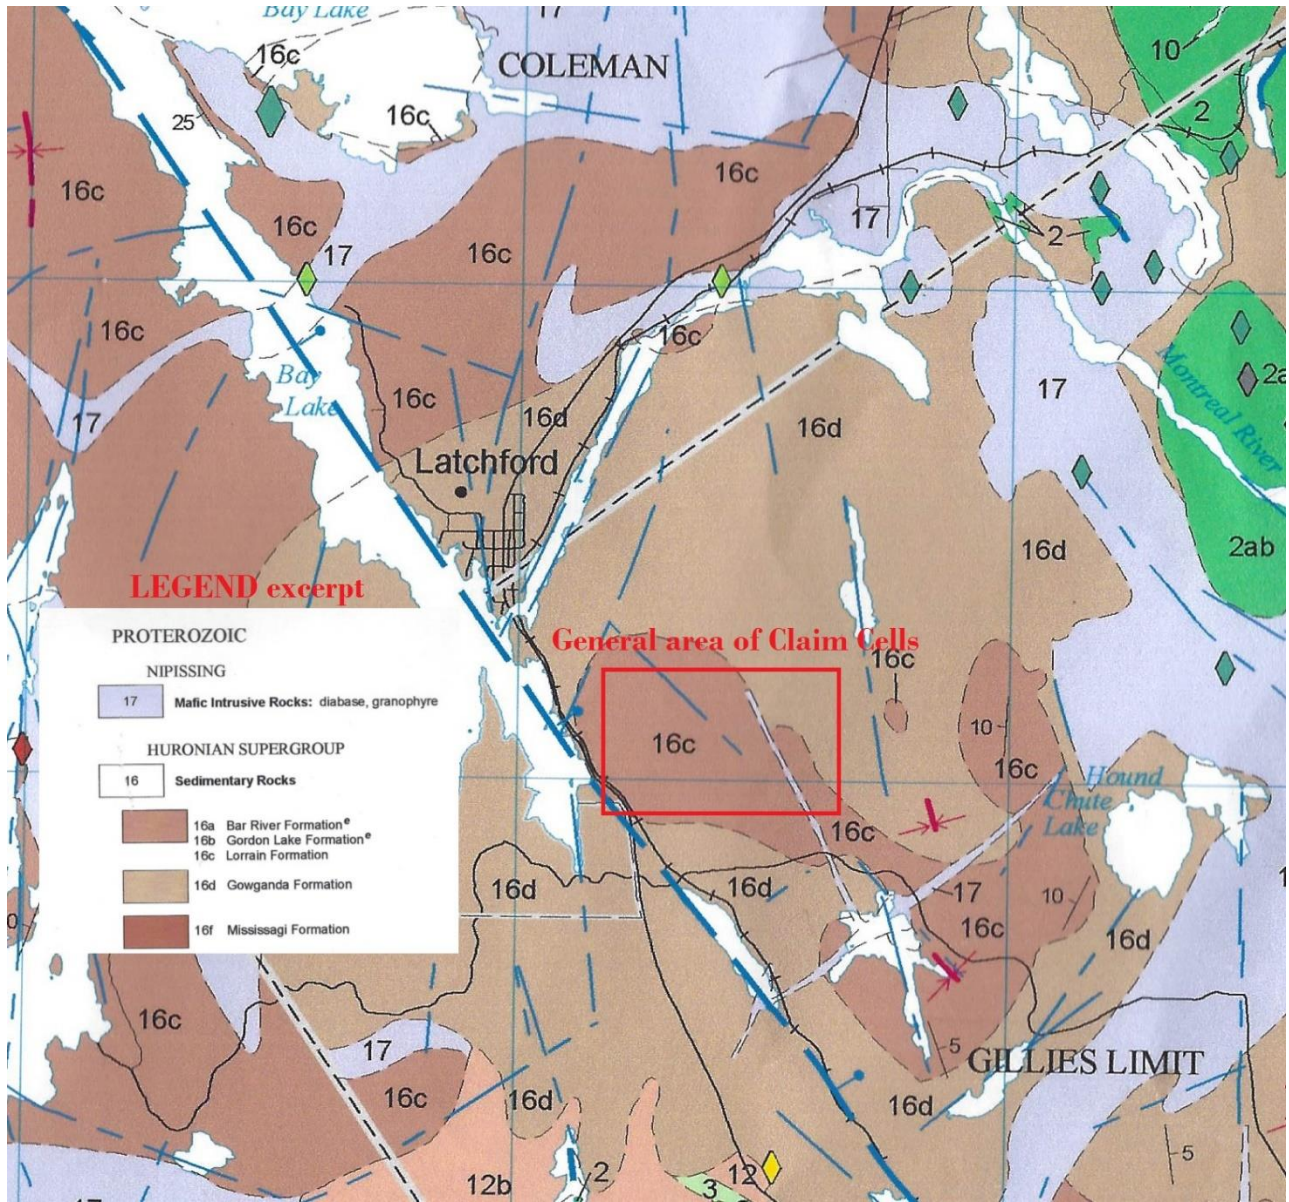 Bay Lake
17
COLEMAN
10
16c
2
25
16c
16c
16c
17
2
16c
17
16c
16c
16c
17
2a
Bay
Lake
Montreal River
17
16c
16d
16d
17
Latchford
16d
2ab
LEGEND excerpt
PROTEROZOIC
NIPISSING
17 Mafic Intrusive Rocks: diabase, granophyre
HURONIAN SUPERGROUP
16 Sedimentary Rocks
16a Bar River Formation e
16b Gordon Lake Formation e
16c Lorrain Formation
16d Gowganda Formation
16f Mississagi Formation
General area of Claim Cells
16c
10
16c
16c
Hound
Chute
Lake
16c
16d
16d
17
10
16c
16d
16c
5
GILLIES LIMIT
17
16c
16d
16d
5
12b
2
3
12
17